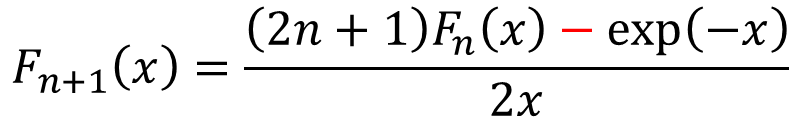 F_{n+1}(x) = \frac{(2n + 1)F_n(x) - \exp(-x)}{2x}